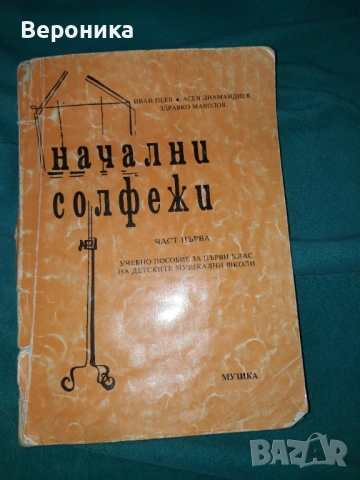 Вероника
ИВАН ПЕЕВ • АСЕН ДИАМАНДИЕВ
ЗДРАВКО МАНОЛОВ
начални
солфежи
ЧАСТ ПЪРВА
УЧЕБНО ПОСОБИЕ ЗА ПЪРВИ КЛАС
НА ДЕТСКИТЕ МУЗИКАЛНИ ШКОЛИ
МУЗИКА
BAZAR